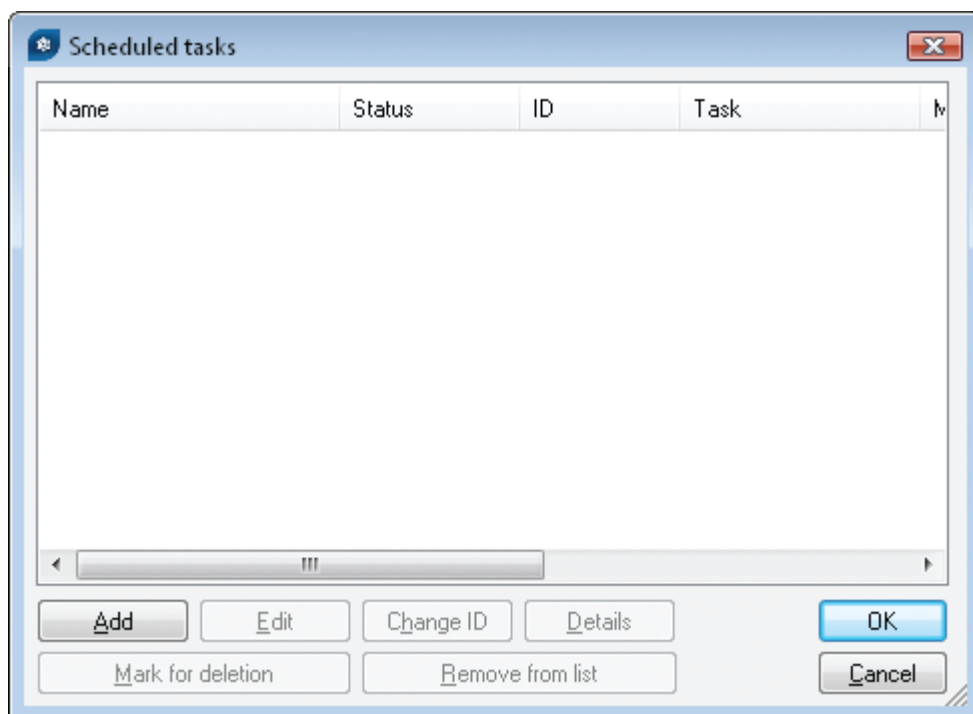 Scheduled tasks
Name Status ID Task
Add Edit Change ID Details OK
Mark for deletion Remove from list Cancel